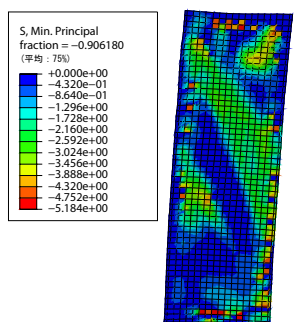 S, Min. Principal
fraction = −0.906180
(平均 : 75%)
+0.000e+00
−4.320e−01
−8.640e−01
−1.296e+00
−1.728e+00
−2.160e+00
−2.592e+00
−3.024e+00
−3.456e+00
−3.888e+00
−4.320e+00
−4.752e+00
−5.184e+00